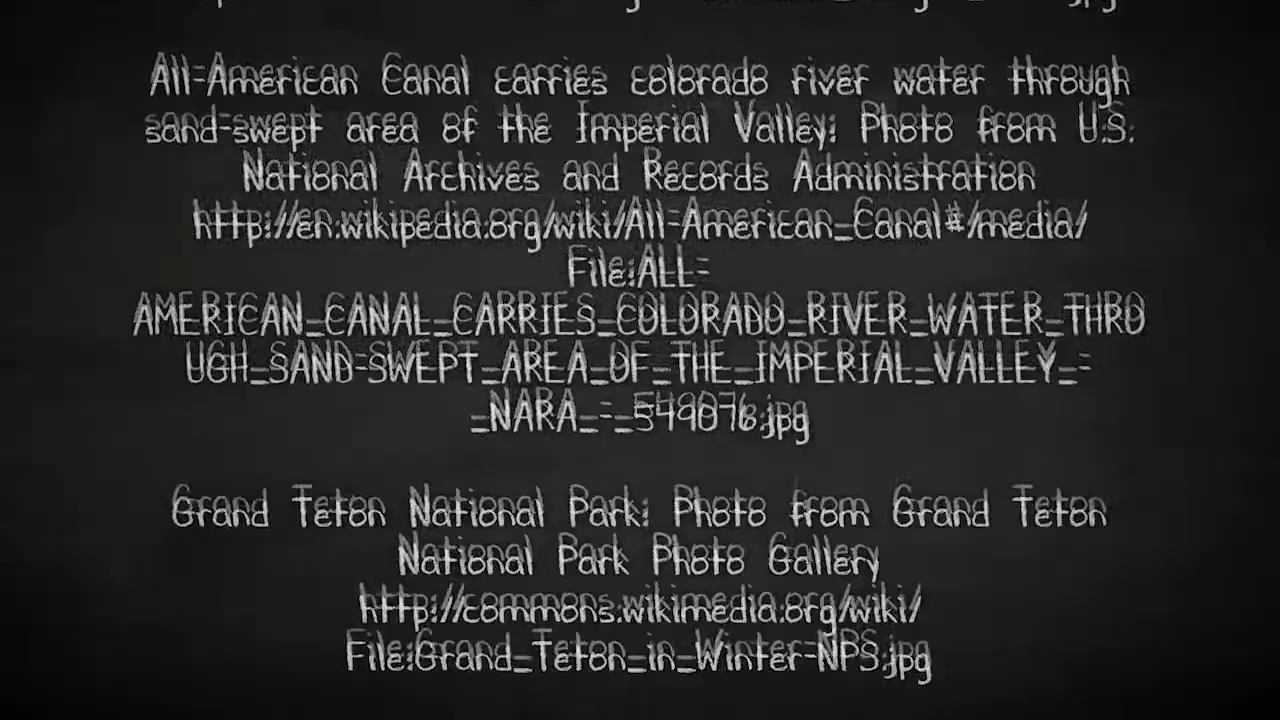 All-American Canal carries colorado river water through
sand-swept area of the Imperial Valley: Photo from U.S.
National Archives and Records Administration
http://en.wikipedia.org/wiki/All-American_Canal#/media/
File:ALL-
AMERICAN_CANAL_CARRIES_COLORADO_RIVER_WATER_THRO
UGH_SAND-SWEPT_AREA_OF_THE_IMPERIAL_VALLEY_-
_NARA_-_549076.jpg
Grand Teton National Park: Photo from Grand Teton
National Park Photo Gallery
http://commons.wikimedia.org/wiki/
File:Grand_Teton_in_Winter-NPS.jpg